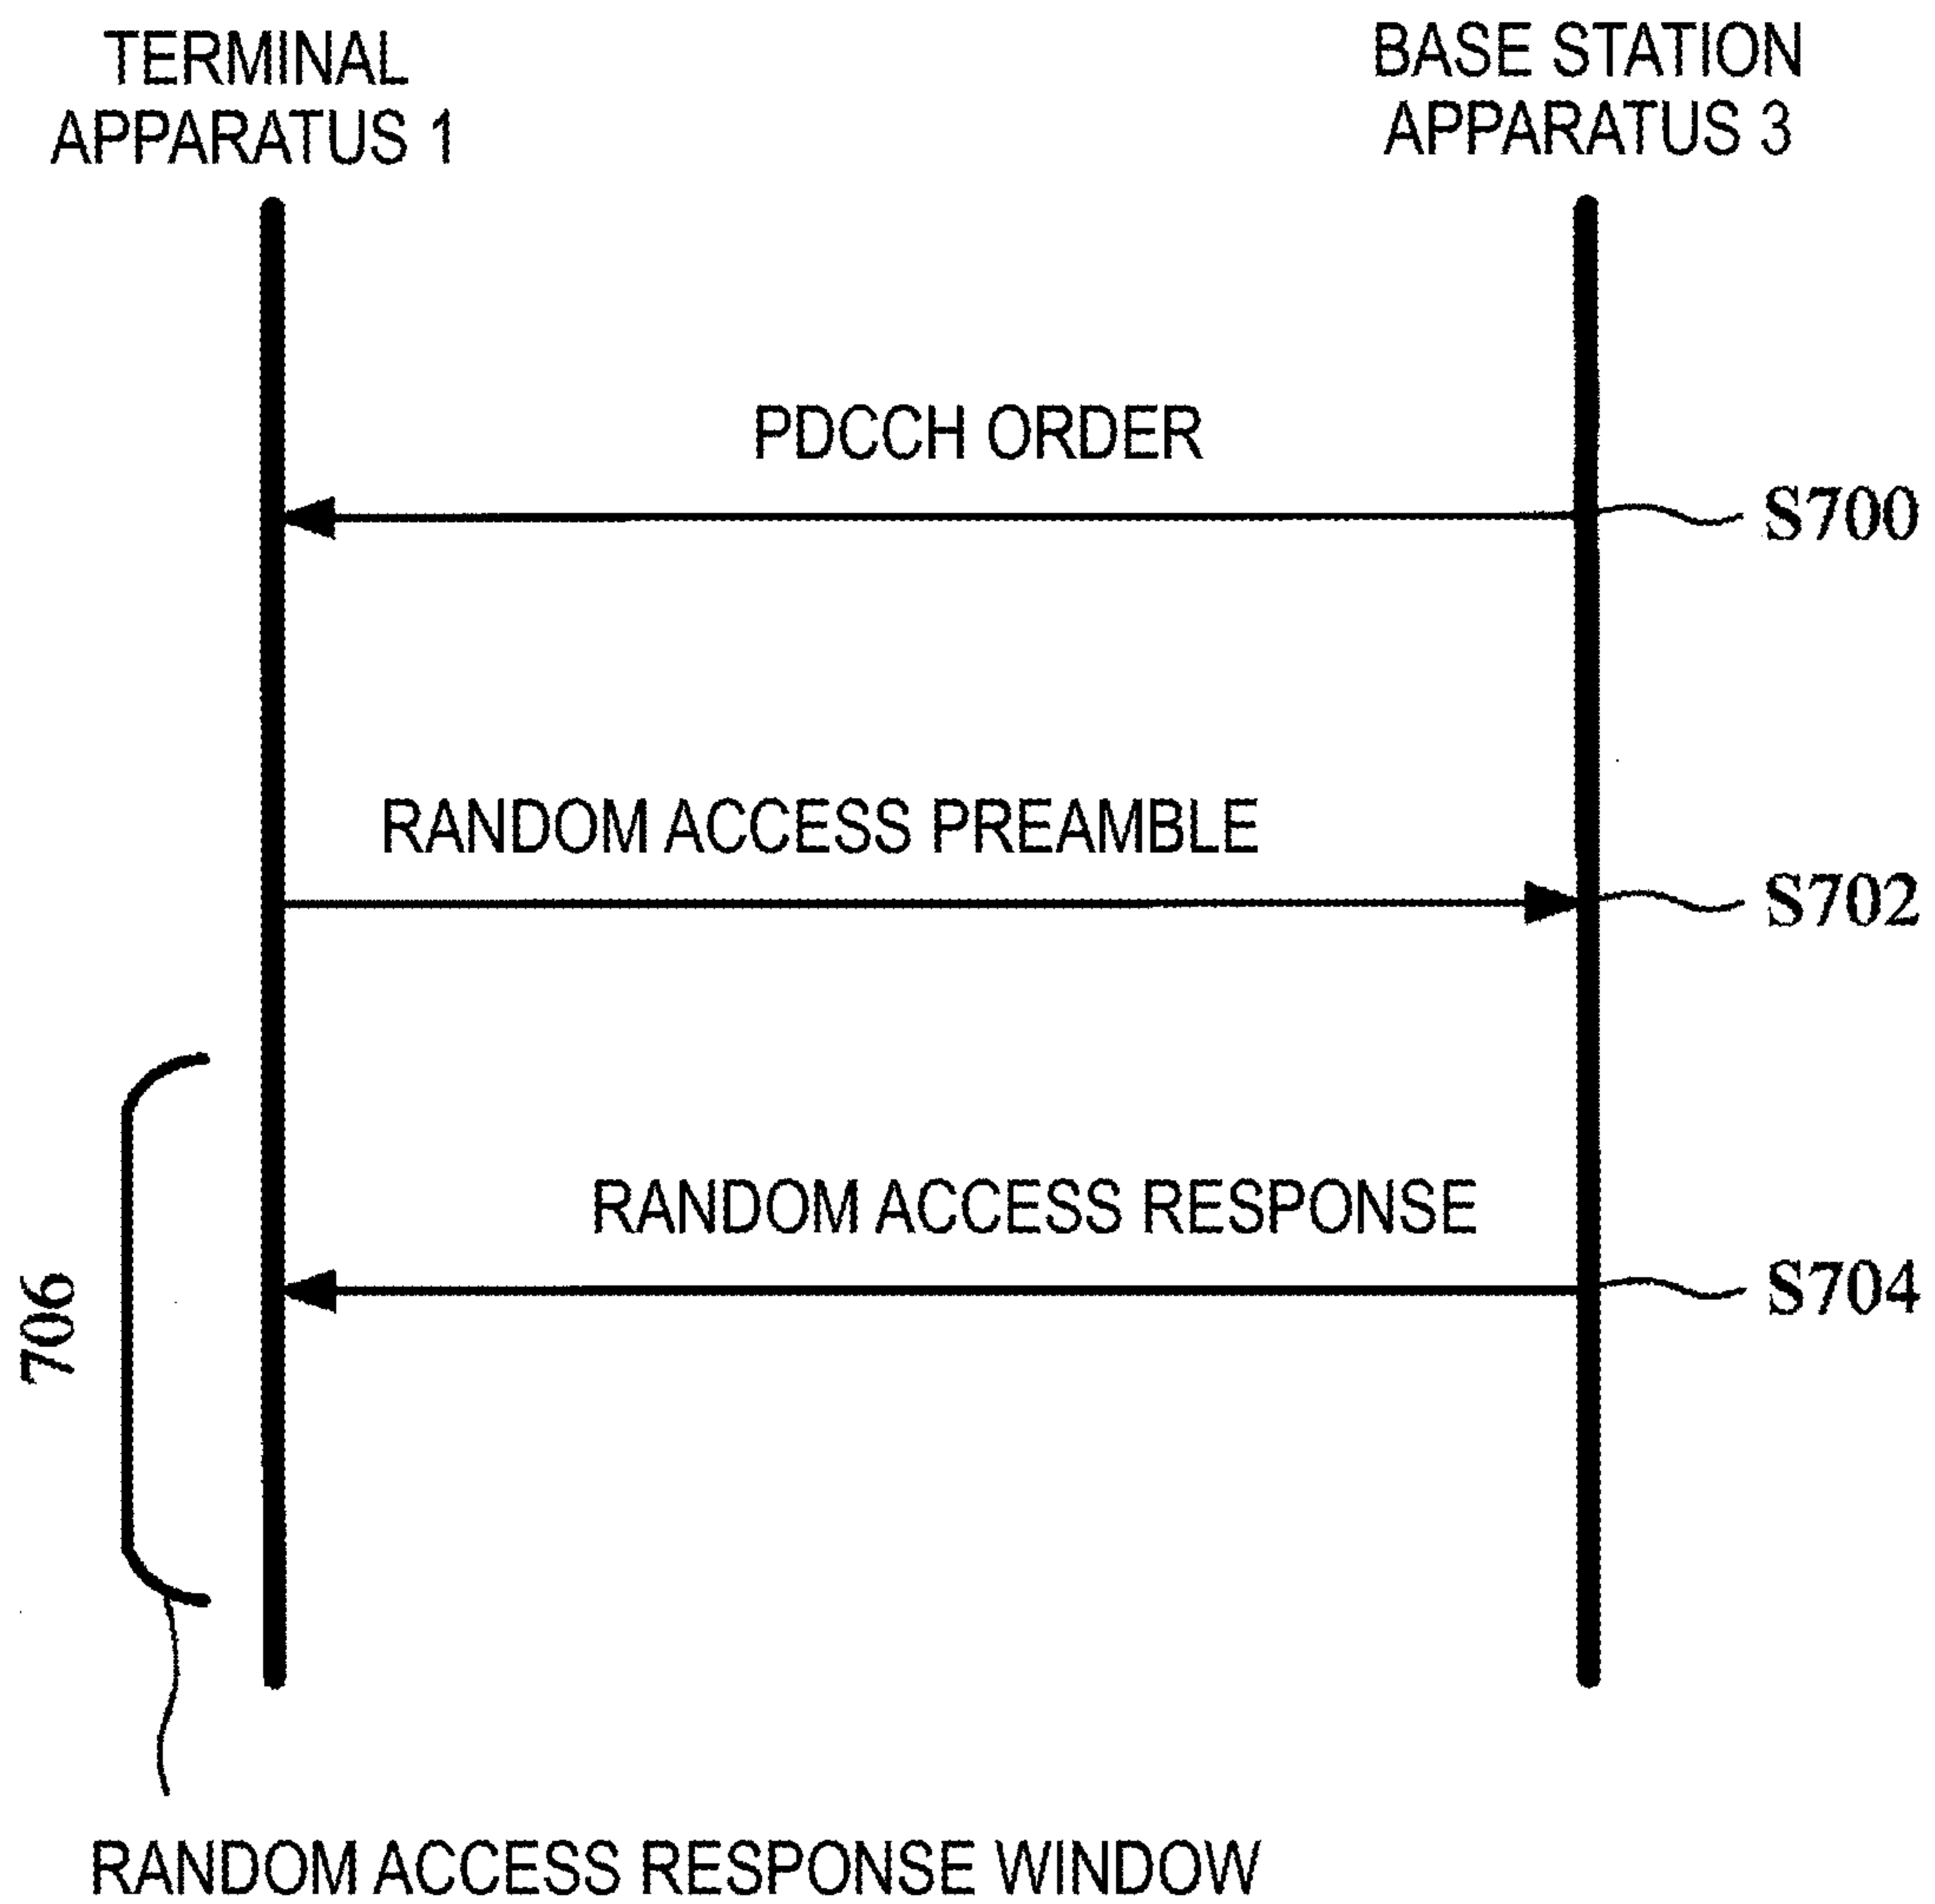 TERMINAL
APPARATUS 1
BASE STATION
APPARATUS 3
PDCCH ORDER
S700
RANDOM ACCESS PREAMBLE
S702
RANDOM ACCESS RESPONSE
S704
706
RANDOM ACCESS RESPONSE WINDOW